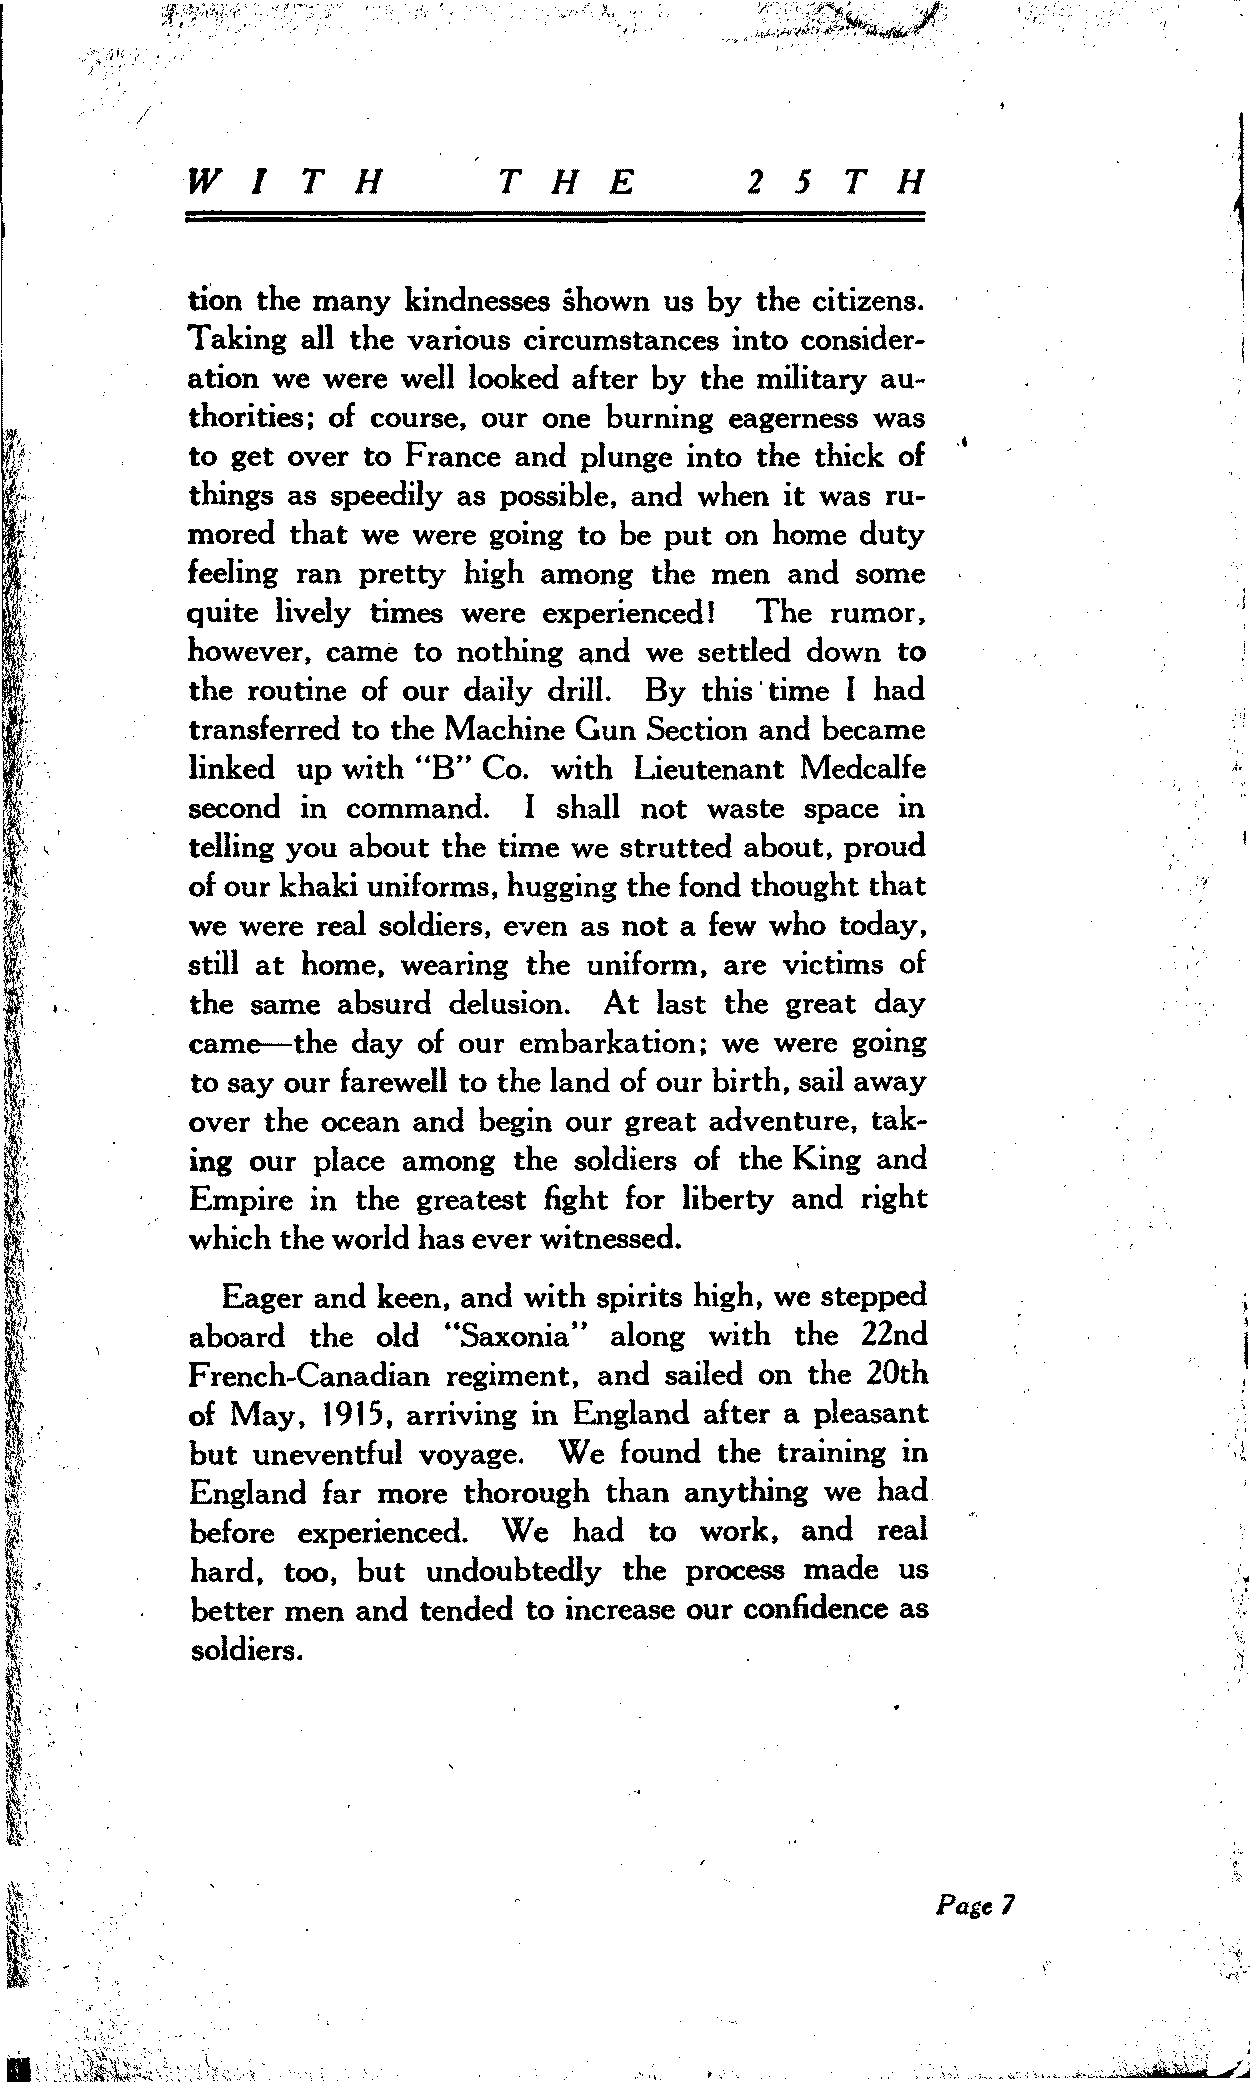 WITH THE 25TH
tion the many kindnesses shown us by the citizens.
Taking all the various circumstances into consider-
ation we were well looked after by the military au-
thorities; of course, our one burning eagerness was
to get over to France and plunge into the thick of
things as speedily as possible, and when it was ru-
mored that we were going to be put on home duty
feeling ran pretty high among the men and some
quite lively times were experienced! The rumor,
however, came to nothing and we settled down to
the routine of our daily drill. By this time I had
transferred to the Machine Gun Section and became
linked up with "B" Co. with Lieutenant Medcalfe
second in command. I shall not waste space in
telling you about the time we strutted about, proud
of our khaki uniforms, hugging the fond thought that
we were real soldiers, even as not a few who today,
still at home, wearing the uniform, are victims of
the same absurd delusion. At last the great day
came—the day of our embarkation; we were going
to say our farewell to the land of our birth, sail away
over the ocean and begin our great adventure, tak-
ing our place among the soldiers of the King and
Empire in the greatest fight for liberty and right
which the world has ever witnessed.
Eager and keen, and with spirits high, we stepped
aboard the old "Saxonia" along with the 22nd
French-Canadian regiment, and sailed on the 20th
of May, 1915, arriving in England after a pleasant
but uneventful voyage. We found the training in
England far more thorough than anything we had
before experienced. We had to work, and real
hard, too, but undoubtedly the process made us
better men and tended to increase our confidence as
soldiers.
Page 7